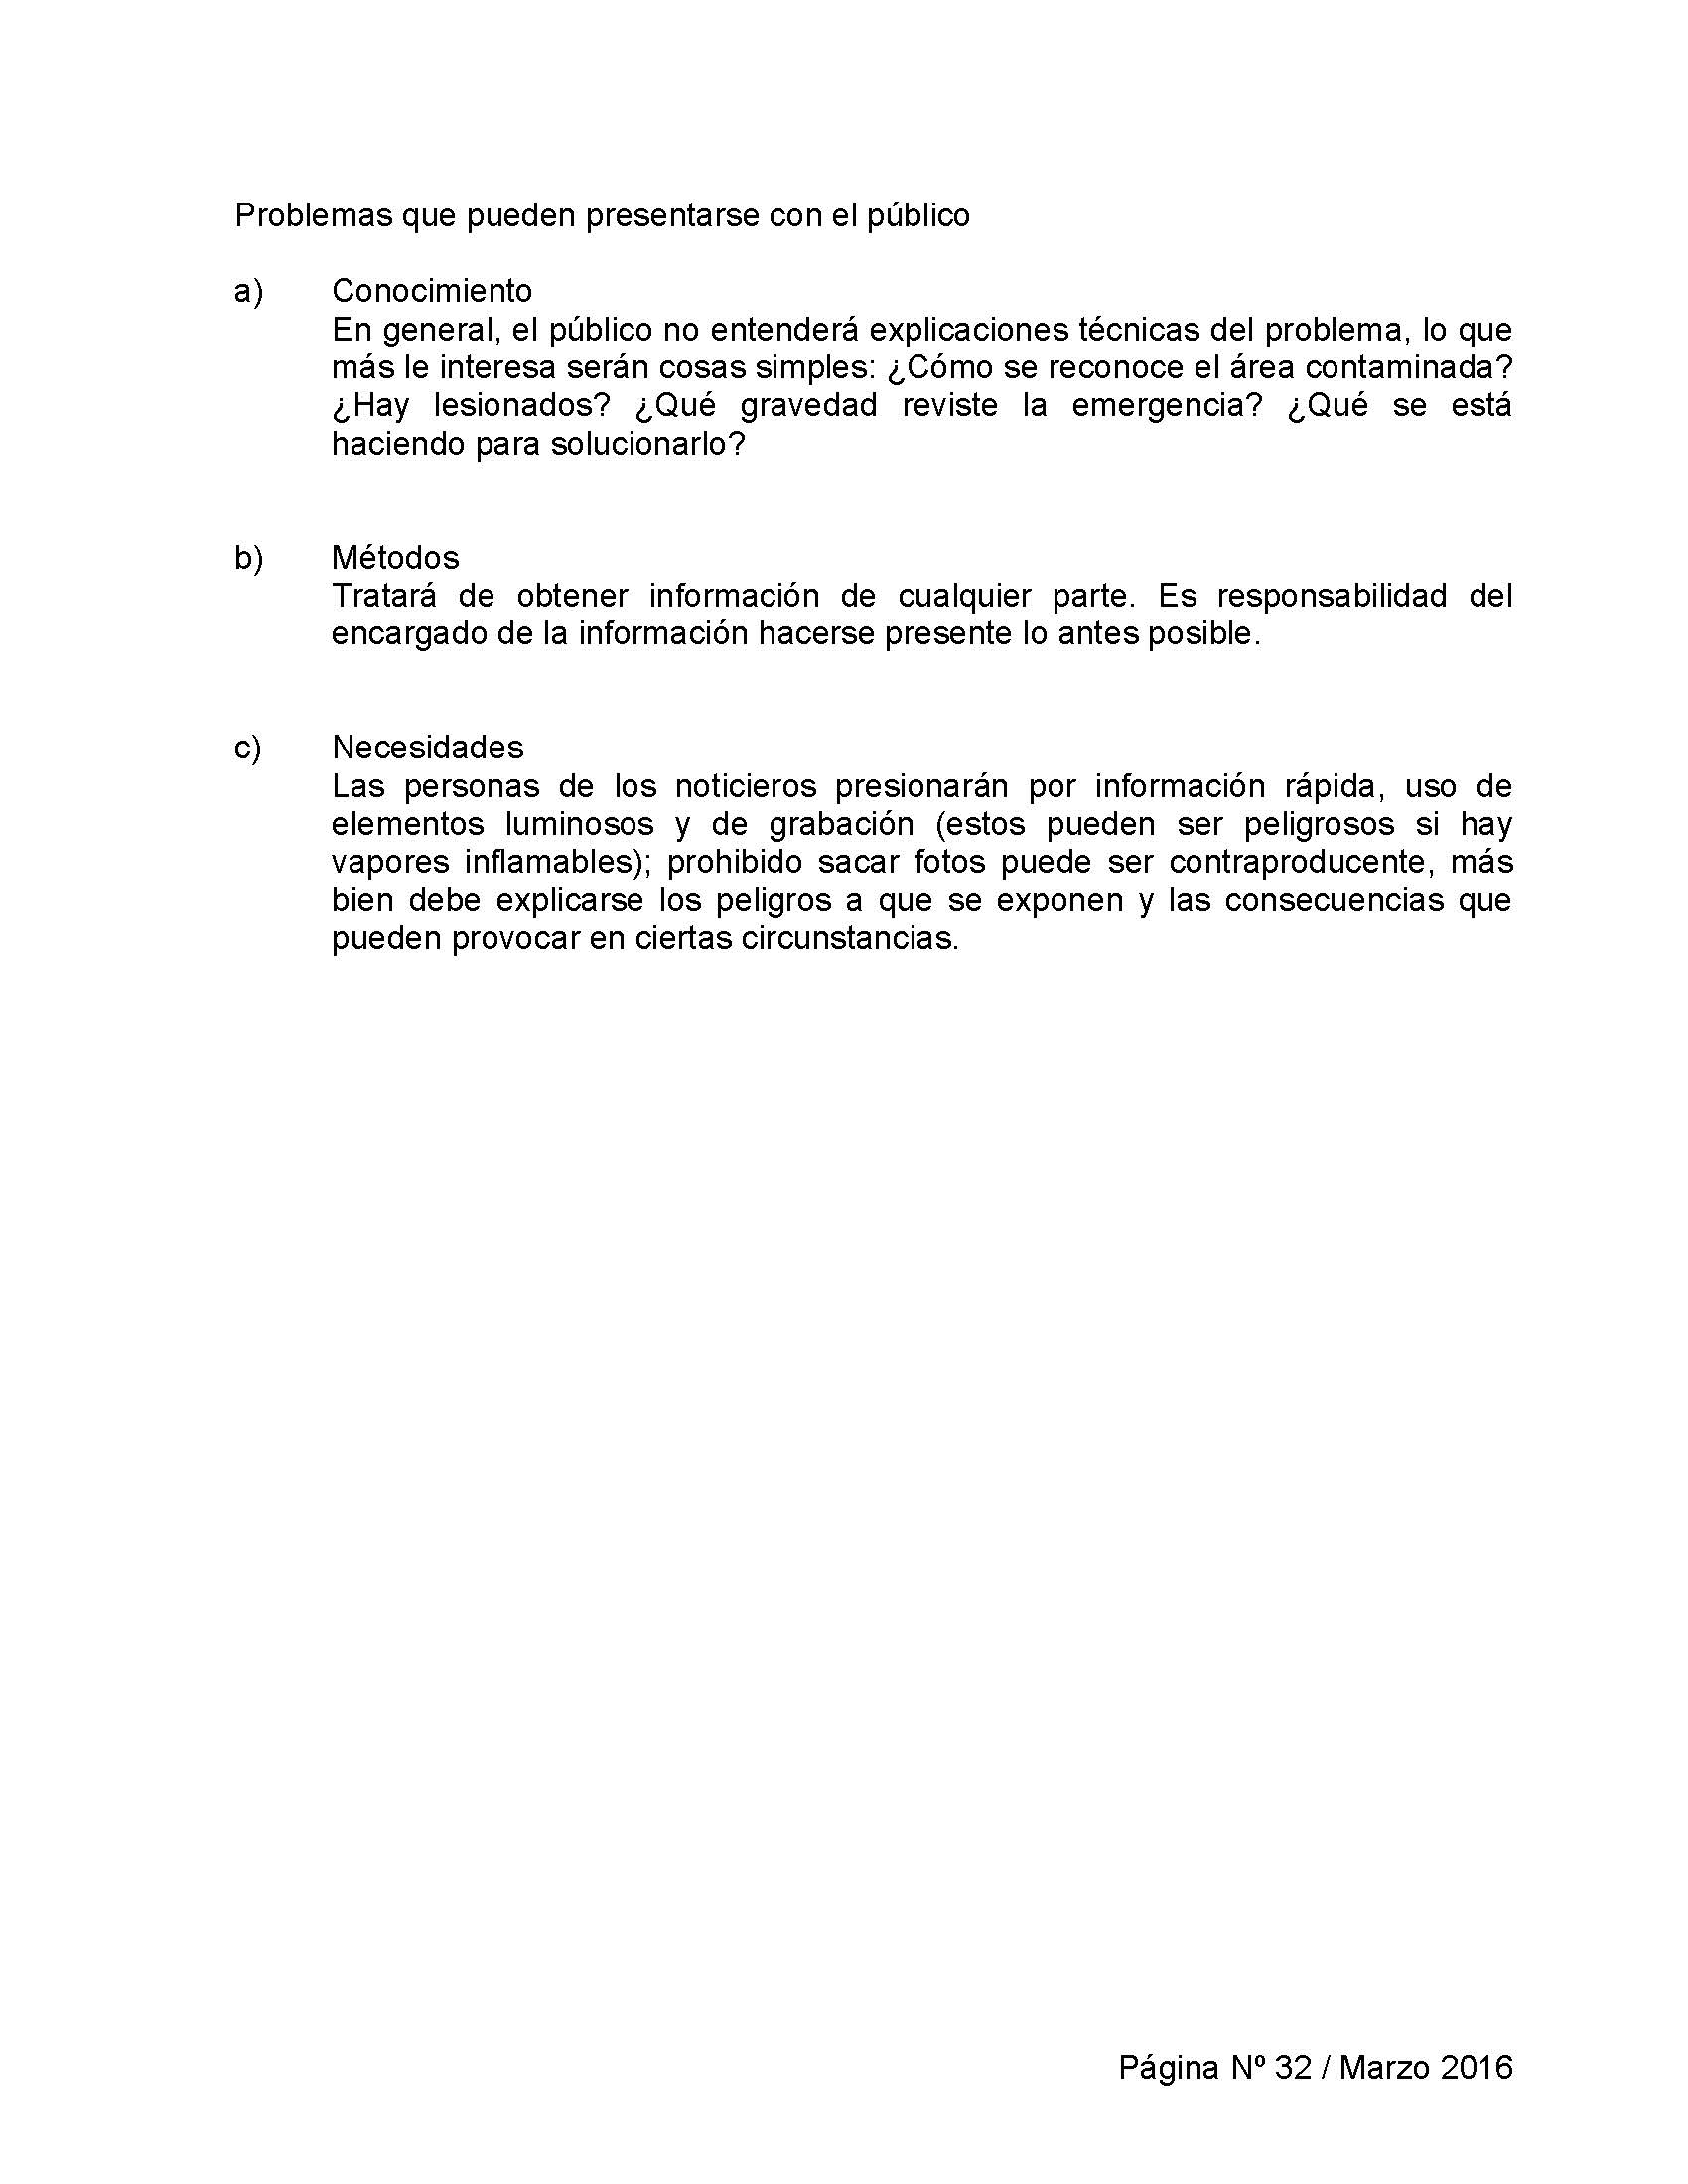 Problemas que pueden presentarse con el público
a) Conocimiento
En general, el público no entenderá explicaciones técnicas del problema, lo que
más le interesa serán cosas simples: ¿Cómo se reconoce el área contaminada?
¿Hay lesionados? ¿Qué gravedad reviste la emergencia? ¿Qué se está
haciendo para solucionarlo?
b) Métodos
Tratará de obtener información de cualquier parte. Es responsabilidad del
encargado de la información hacerse presente lo antes posible.
c) Necesidades
Las personas de los noticieros presionarán por información rápida, uso de
elementos luminosos y de grabación (estos pueden ser peligrosos si hay
vapores inflamables); prohibido sacar fotos puede ser contraproducente, más
bien debe explicarse los peligros a que se exponen y las consecuencias que
pueden provocar en ciertas circunstancias.
Página Nº 32 / Marzo 2016